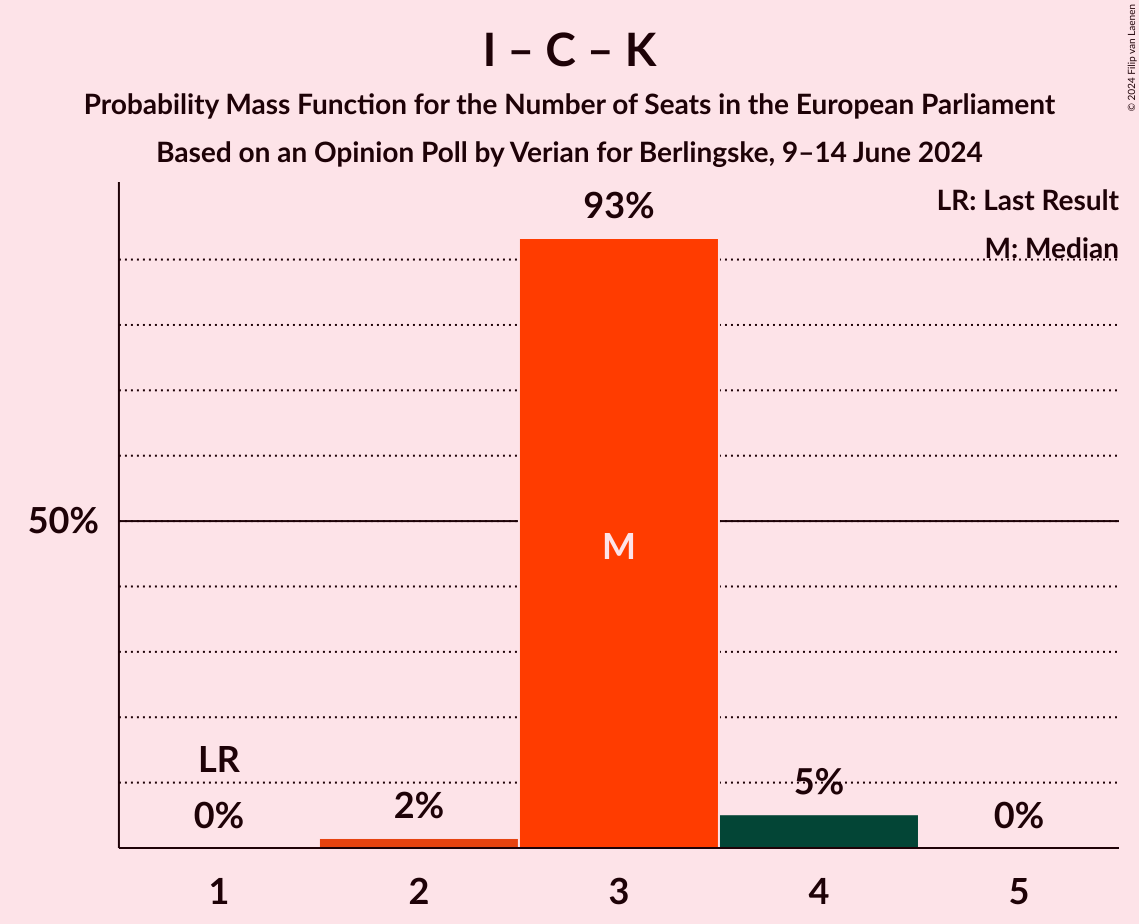 I – C – K
Probability Mass Function for the Number of Seats in the European Parliament
Based on an Opinion Poll by Verian for Berlingske, 9–14 June 2024
© 2024 Filip van Laenen
LR: Last Result
M: Median
93%
50%
M
LR
0%
2%
5%
0%
1
2
3
4
5